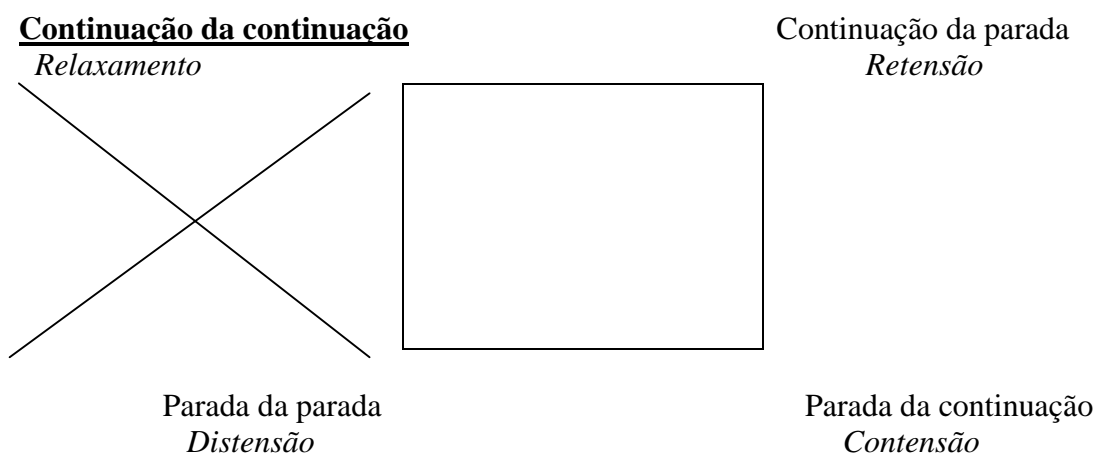 Continuação da continuação
Continuação da parada
Relaxamento
Retensão
Parada da parada
Parada da continuação
Distensão
Contensão